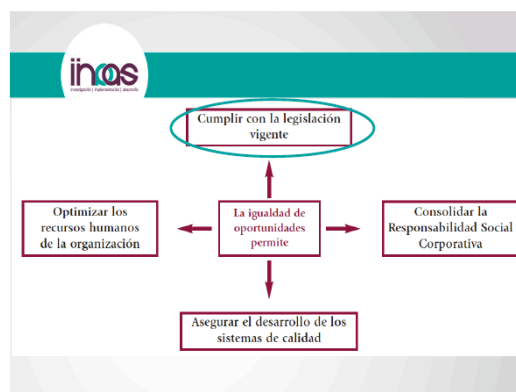 incoas
investigación | implementación | desarrollo
Cumplir con la legislación
vigente
Optimizar los
recursos humanos
de la organización
La igualdad de
oportunidades
permite
Consolidar la
Responsabilidad Social
Corporativa
Asegurar el desarrollo de los
sistemas de calidad